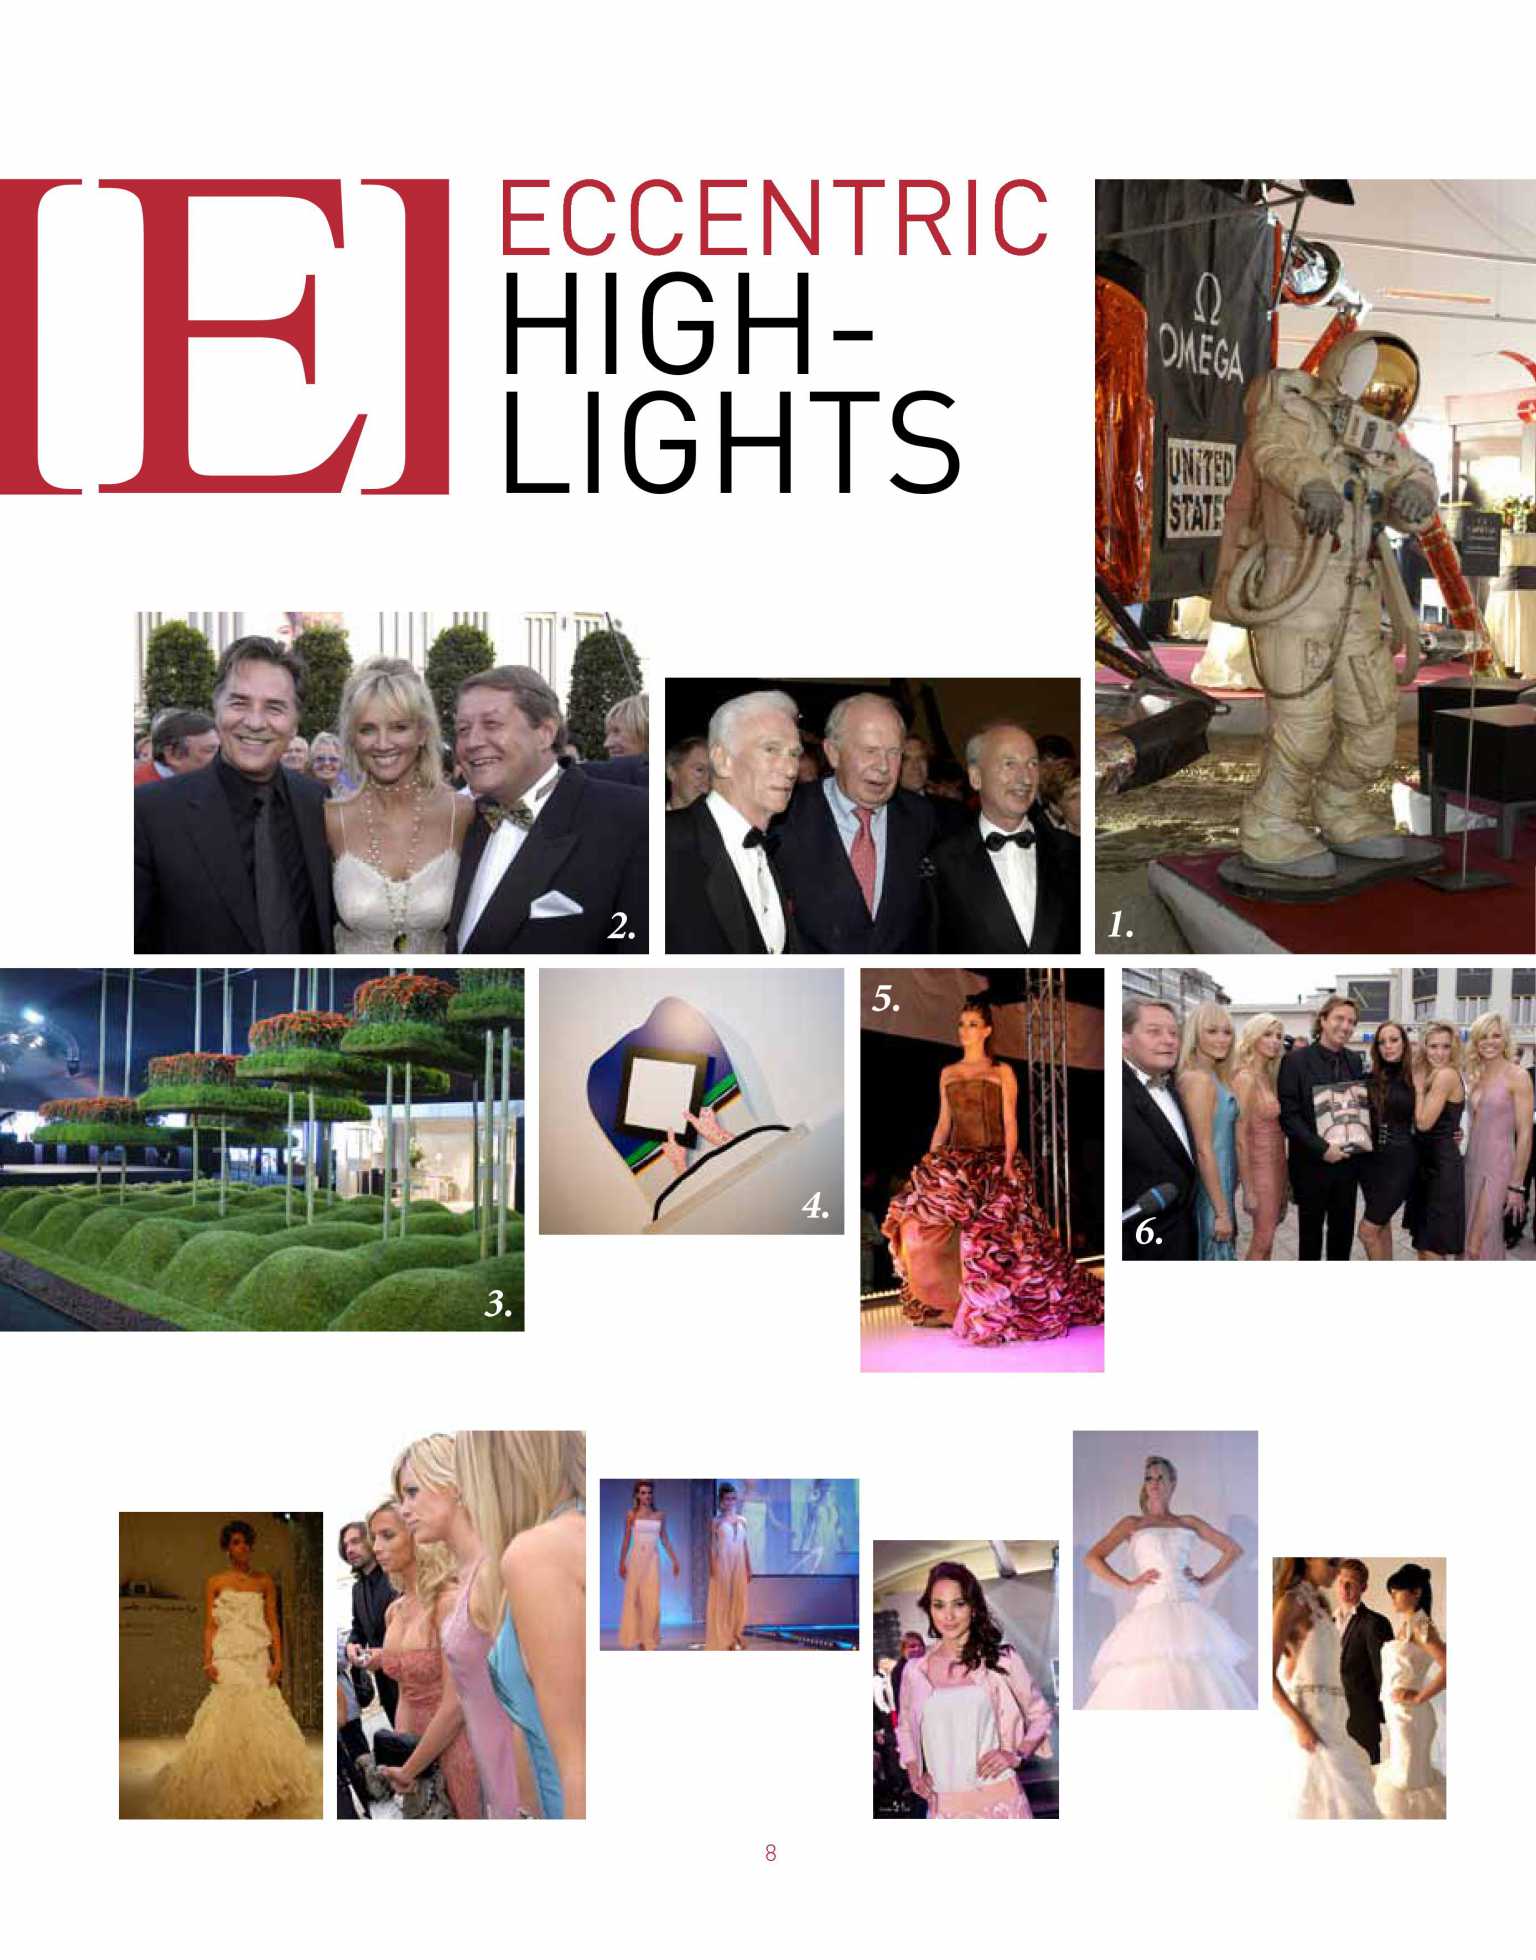 [E]
ECCENTRIC
HIGH-
LIGHTS
Ω
OMEGA
UNITED
STATES
2.
1.
3.
4.
5.
6.
8